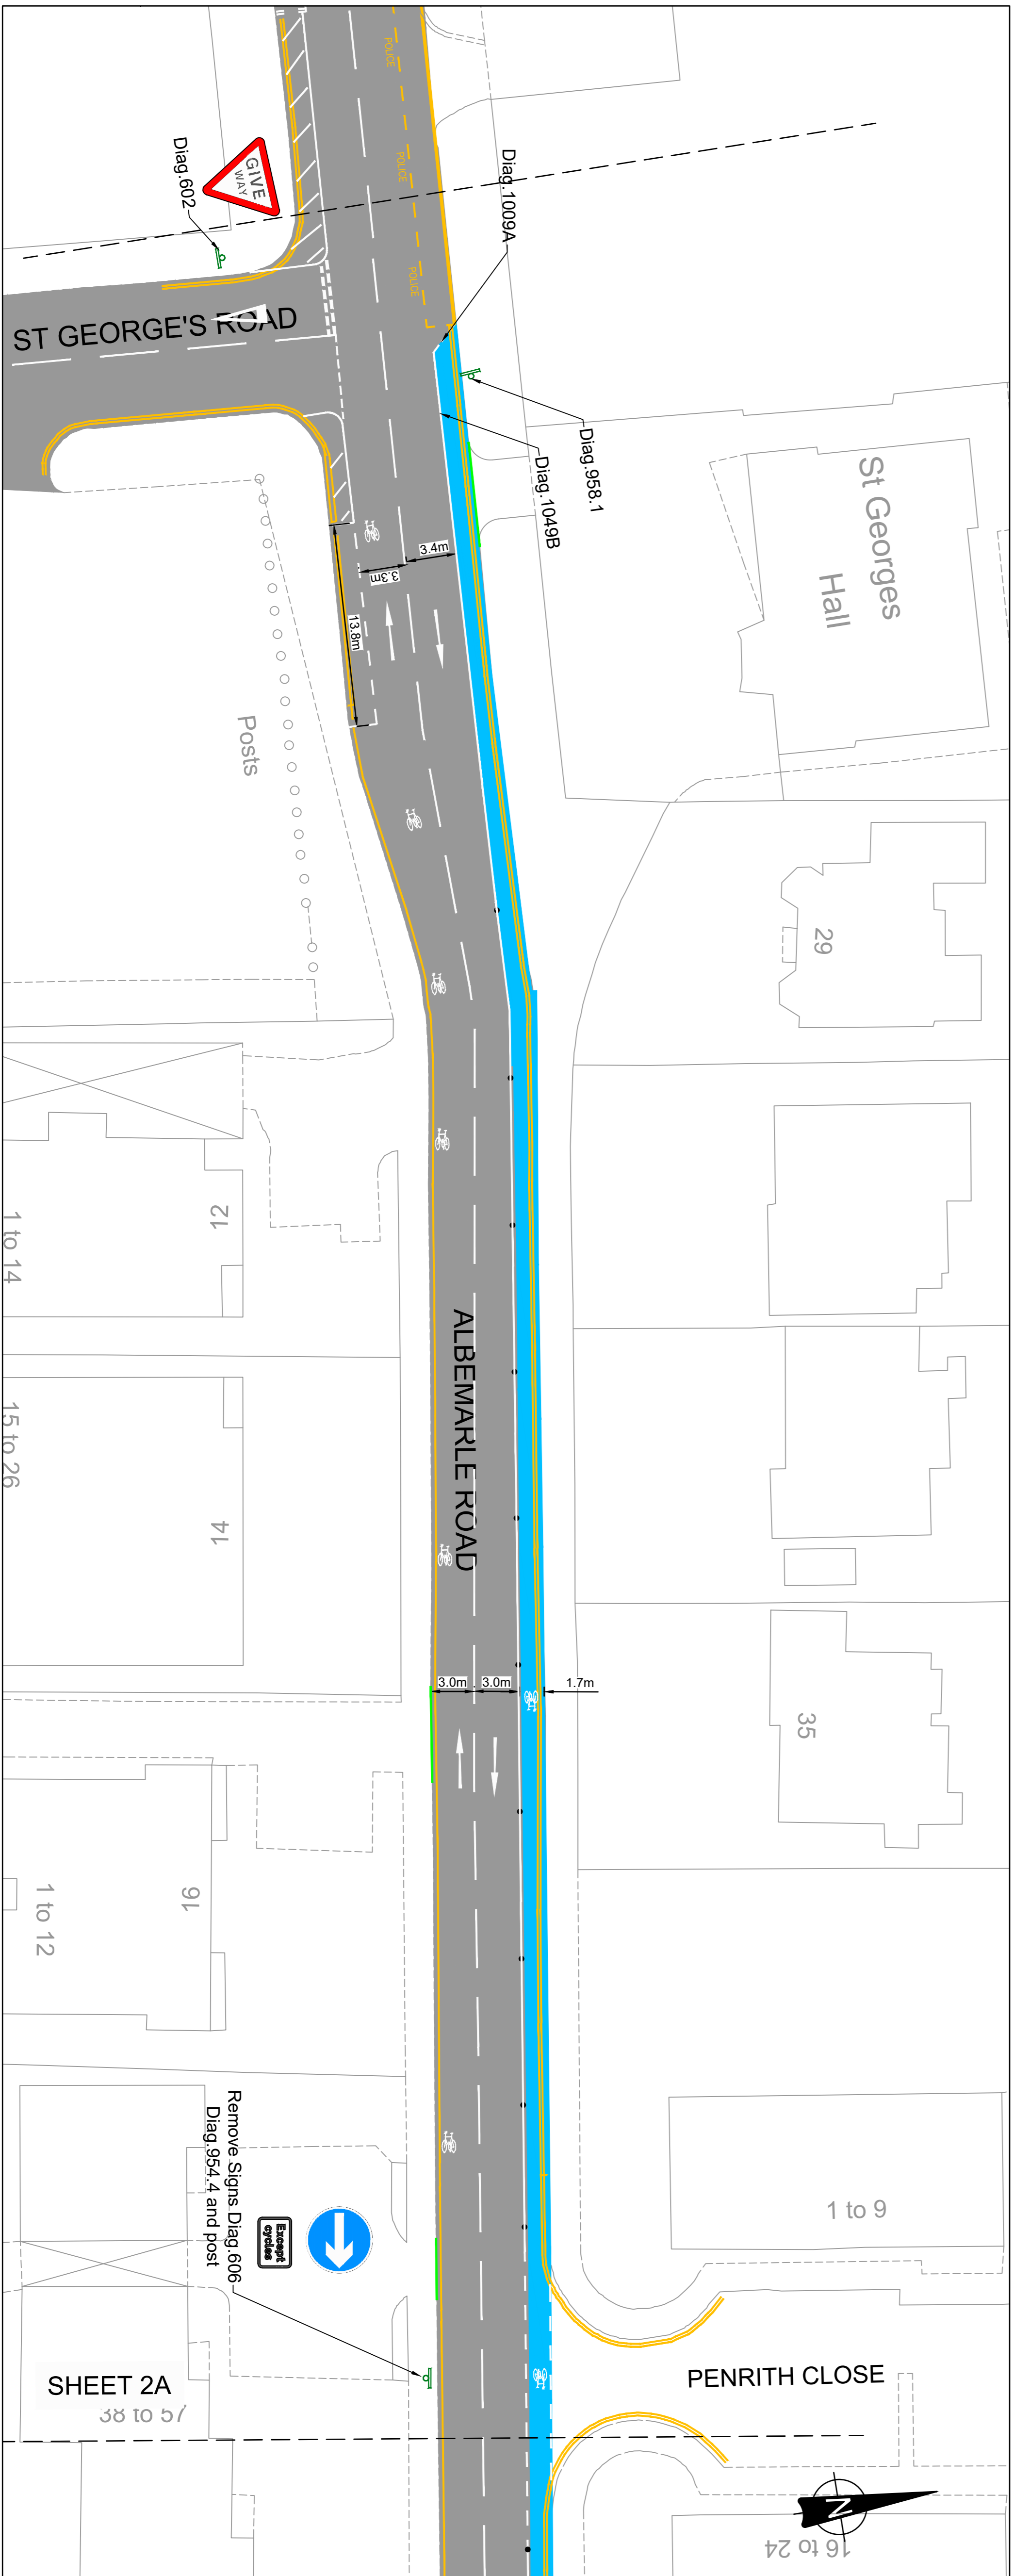 POLICE
POLICE
POLICE
Diag.1009A
GIVE
WAY
Diag.602
ST GEORGE'S ROAD
Diag.958.1
Diag.1049B
St Georges
Hall
3.4m
3.3m
13.8m
Posts
29
12
1 to 14
ALBEMARLE ROAD
15 to 26
14
3.0m
3.0m
1.7m
35
16
1 to 12
Remove Signs Diag.606
Diag.954.4 and post
Except
cycles
1 to 9
SHEET 2A
38 to 57
PENRITH CLOSE
N
16 to 24